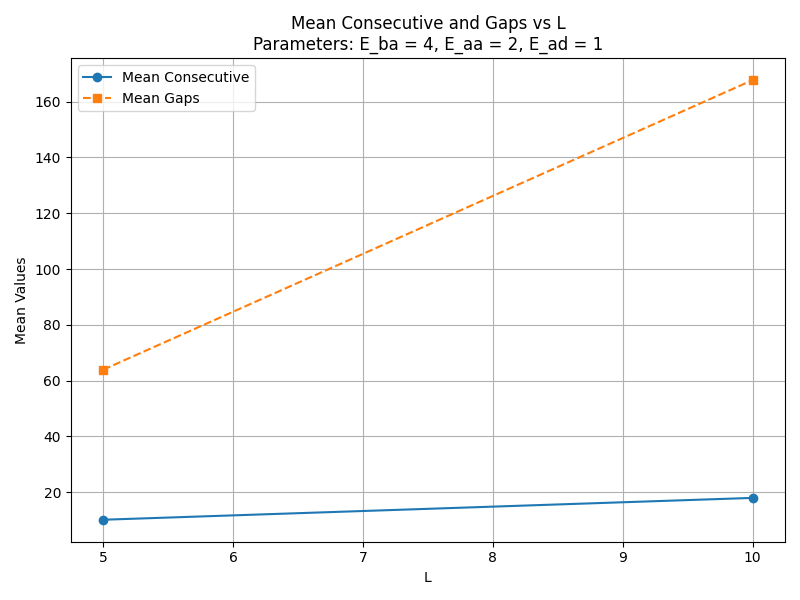 Mean Consecutive and Gaps vs L
Parameters: E_ba = 4, E_aa = 2, E_ad = 1
Mean Consecutive
Mean Gaps
Mean Values
160
140
120
100
80
60
40
20
5 6 7 8 9 10
L